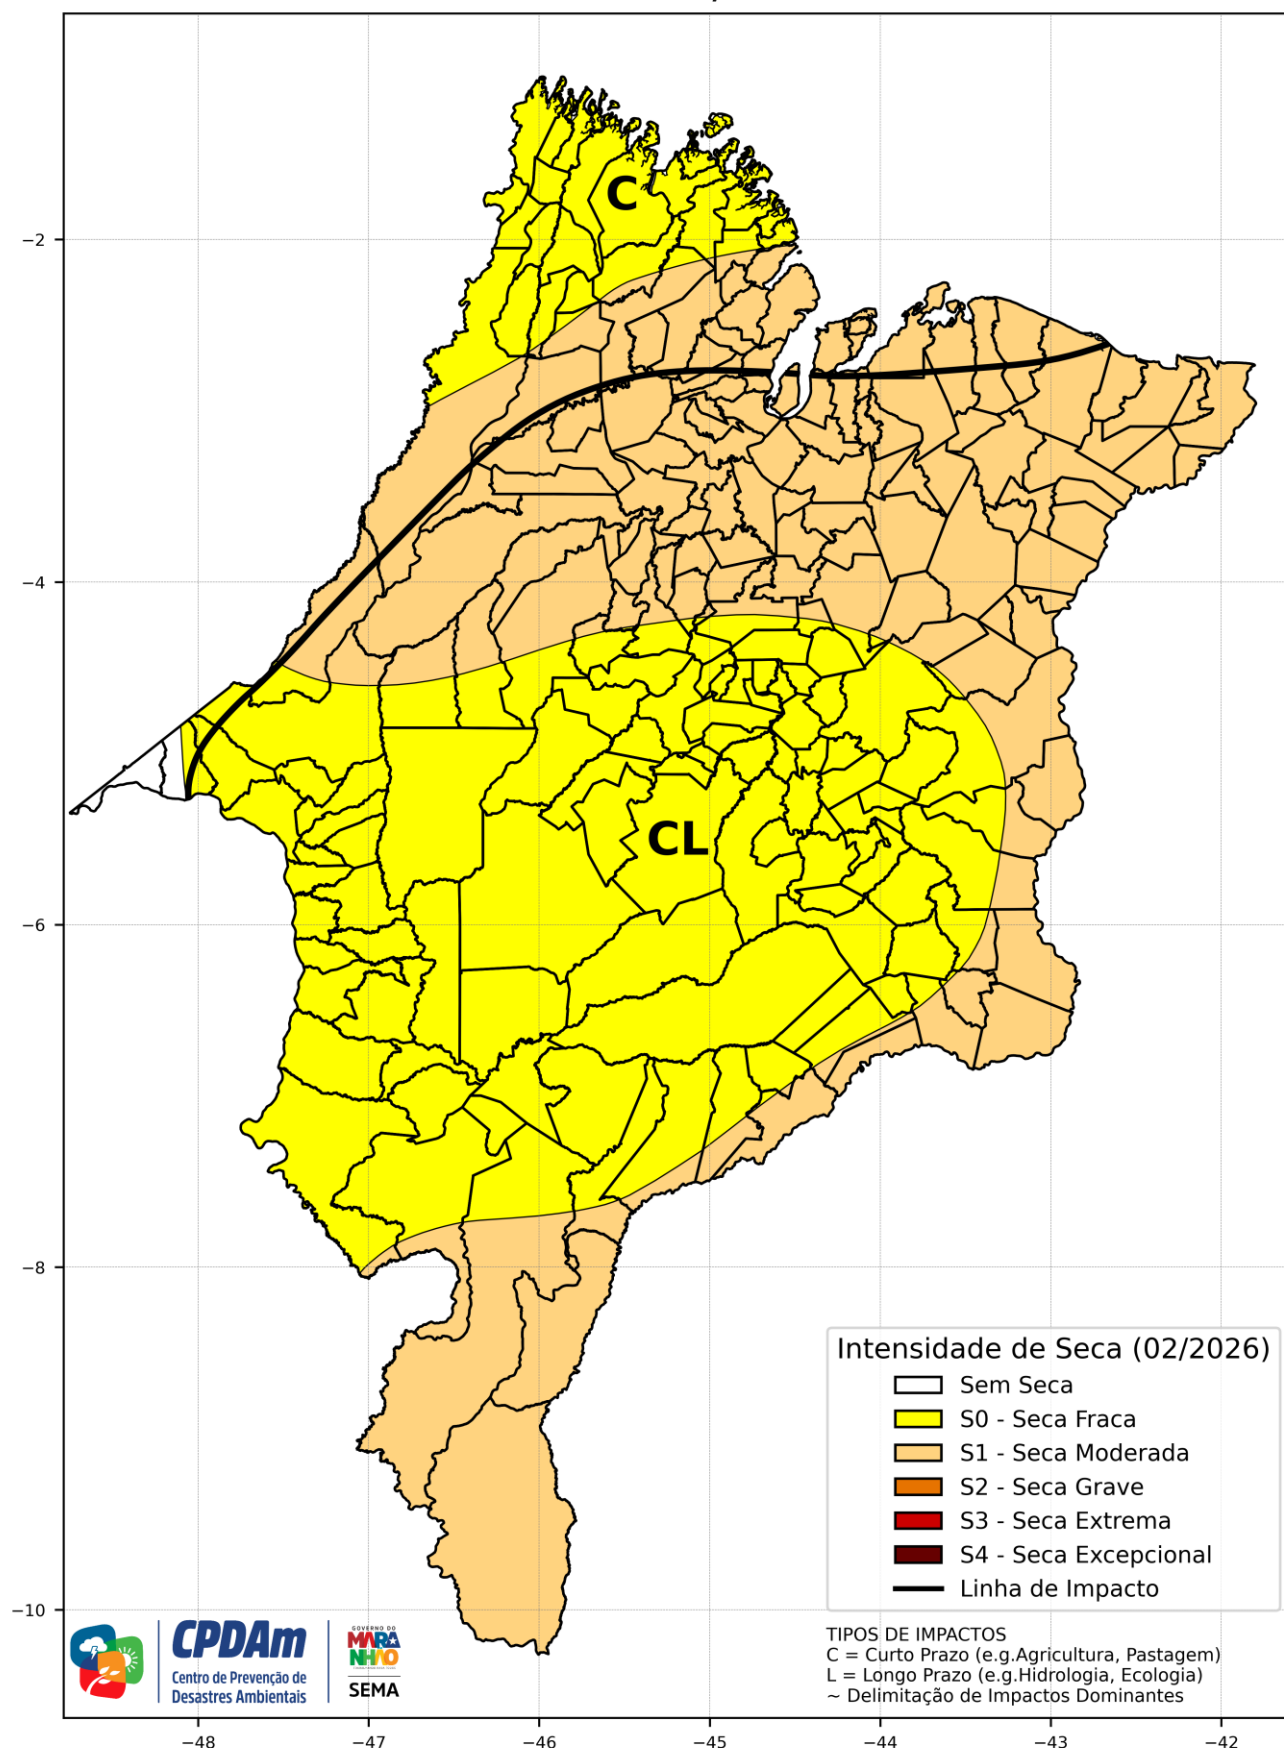 C
−2
−4
CL
−6
−8
−10
Intensidade de Seca (02/2026)
Sem Seca
S0 - Seca Fraca
S1 - Seca Moderada
S2 - Seca Grave
S3 - Seca Extrema
S4 - Seca Excepcional
Linha de Impacto
CPDAm
Centro de Prevenção de
Desastres Ambientais
GOVERNO DO
MARA
NHÃO
SEMA
TIPOS DE IMPACTOS
C = Curto Prazo (e.g.Agricultura, Pastagem)
L = Longo Prazo (e.g.Hidrologia, Ecologia)
~ Delimitação de Impactos Dominantes
−48 −47 −46 −45 −44 −43 −42